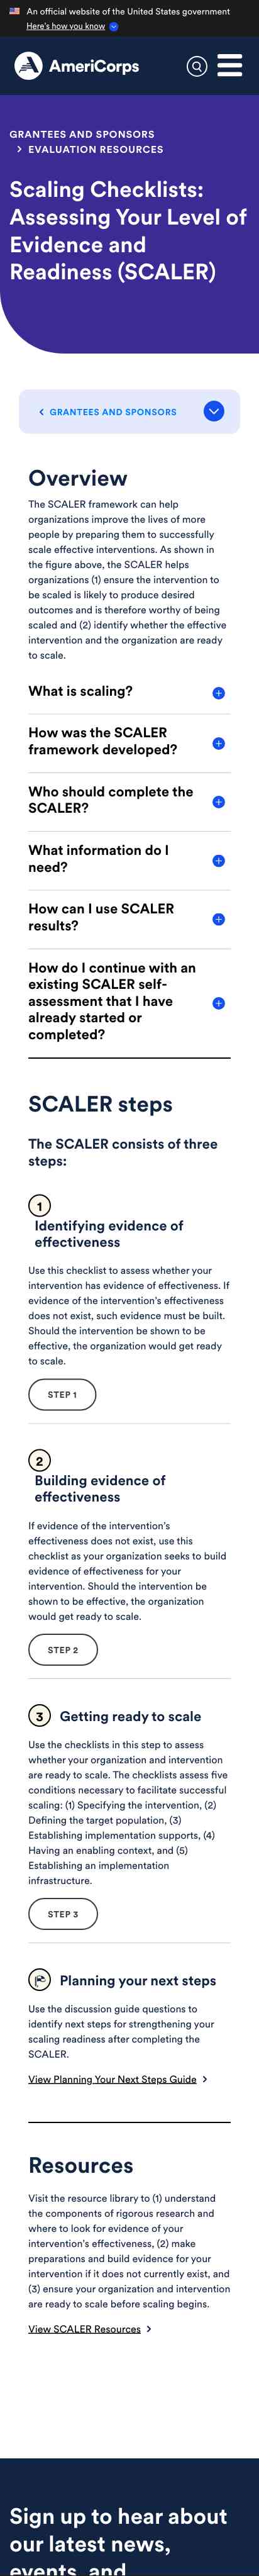 An official website of the United States government
Here's how you know
AmeriCorps
GRANTEES AND SPONSORS
EVALUATION RESOURCES
Scaling Checklists:
Assessing Your Level of
Evidence and
Readiness (SCALER)
GRANTEES AND SPONSORS
Overview
The SCALER framework can help
organizations improve the lives of more
people by preparing them to successfully
scale effective interventions. As shown in
the figure above, the SCALER helps
organizations (1) ensure the intervention to
be scaled is likely to produce desired
outcomes and is therefore worthy of being
scaled and (2) identify whether the effective
intervention and the organization are ready
to scale.
What is scaling?
How was the SCALER
framework developed?
Who should complete the
SCALER?
What information do I
need?
How can I use SCALER
results?
How do I continue with an
existing SCALER self-
assessment that I have
already started or
completed?
SCALER steps
The SCALER consists of three
steps:
1
Identifying evidence of
effectiveness
Use this checklist to assess whether your
intervention has evidence of effectiveness. If
evidence of the intervention's effectiveness
does not exist, such evidence must be built.
Should the intervention be shown to be
effective, the organization would get ready
to scale.
STEP 1
2
Building evidence of
effectiveness
If evidence of the intervention's
effectiveness does not exist, use this
checklist as your organization seeks to build
evidence of effectiveness for your
intervention. Should the intervention be
shown to be effective, the organization
would get ready to scale.
STEP 2
3 Getting ready to scale
Use the checklists in this step to assess
whether your organization and intervention
are ready to scale. The checklists assess five
conditions necessary to facilitate successful
scaling: (1) Specifying the intervention, (2)
Defining the target population, (3)
Establishing implementation supports, (4)
Having an enabling context, and (5)
Establishing an implementation
infrastructure.
STEP 3
Planning your next steps
Use the discussion guide questions to
identify next steps for strengthening your
scaling readiness after completing the
SCALER.
View Planning Your Next Steps Guide
Resources
Visit the resource library to (1) understand
the components of rigorous research and
where to look for evidence of your
intervention's effectiveness, (2) make
preparations and build evidence for your
intervention if it does not currently exist, and
(3) ensure your organization and intervention
are ready to scale before scaling begins.
View SCALER Resources
Sign up to hear about
our latest news,
events, and